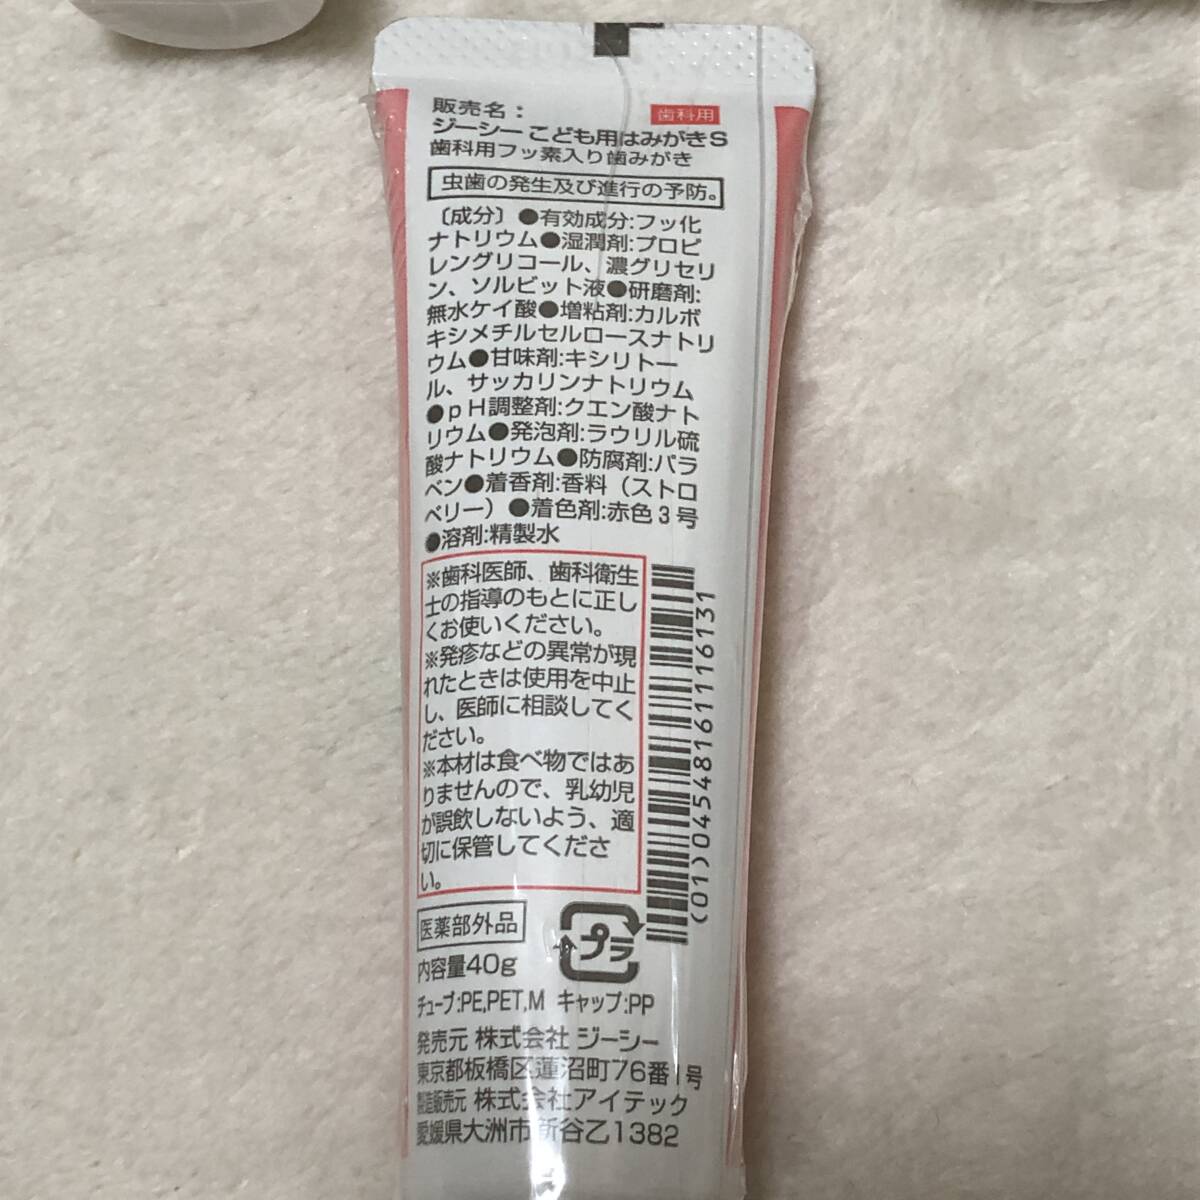 販売名:
歯科用
ジーシー こども用はみがきS
歯科用フッ素入り歯みがき
虫歯の発生及び進行の予防。
〔成分〕●有効成分:フッ化
ナトリウム●湿潤剤:プロピ
レングリコール、濃グリセリ
ン、ソルビット液●研磨剤:
無水ケイ酸●増粘剤:カルボ
キシメチルセルロースナトリ
ウム●甘味剤:キシリトー
ル、サッカリンナトリウム
●pH調整剤:クエン酸ナト
リウム●発泡剤:ラウリル硫
酸ナトリウム●防腐剤:パラ
ベン●着香剤:香料（ストロ
ベリー）●着色剤:赤色3号
●溶剤:精製水
※歯科医師、歯科衛生
士の指導のもとに正し
くお使いください。
※発疹などの異常が現
れたときは使用を中止
し、医師に相談してく
ださい。
※本材は食べ物ではあ
りませんので、乳幼児
が誤飲しないよう、適
切に保管してくださ
い。
(01)04548161116131
医薬部外品
プラ
内容量40g
チューブ:PE,PET,M キャップ:PP
発売元 株式会社 ジーシー
東京都板橋区蓮沼町76番1号
製造販売元 株式会社アイテック
愛媛県大洲市新谷乙1382